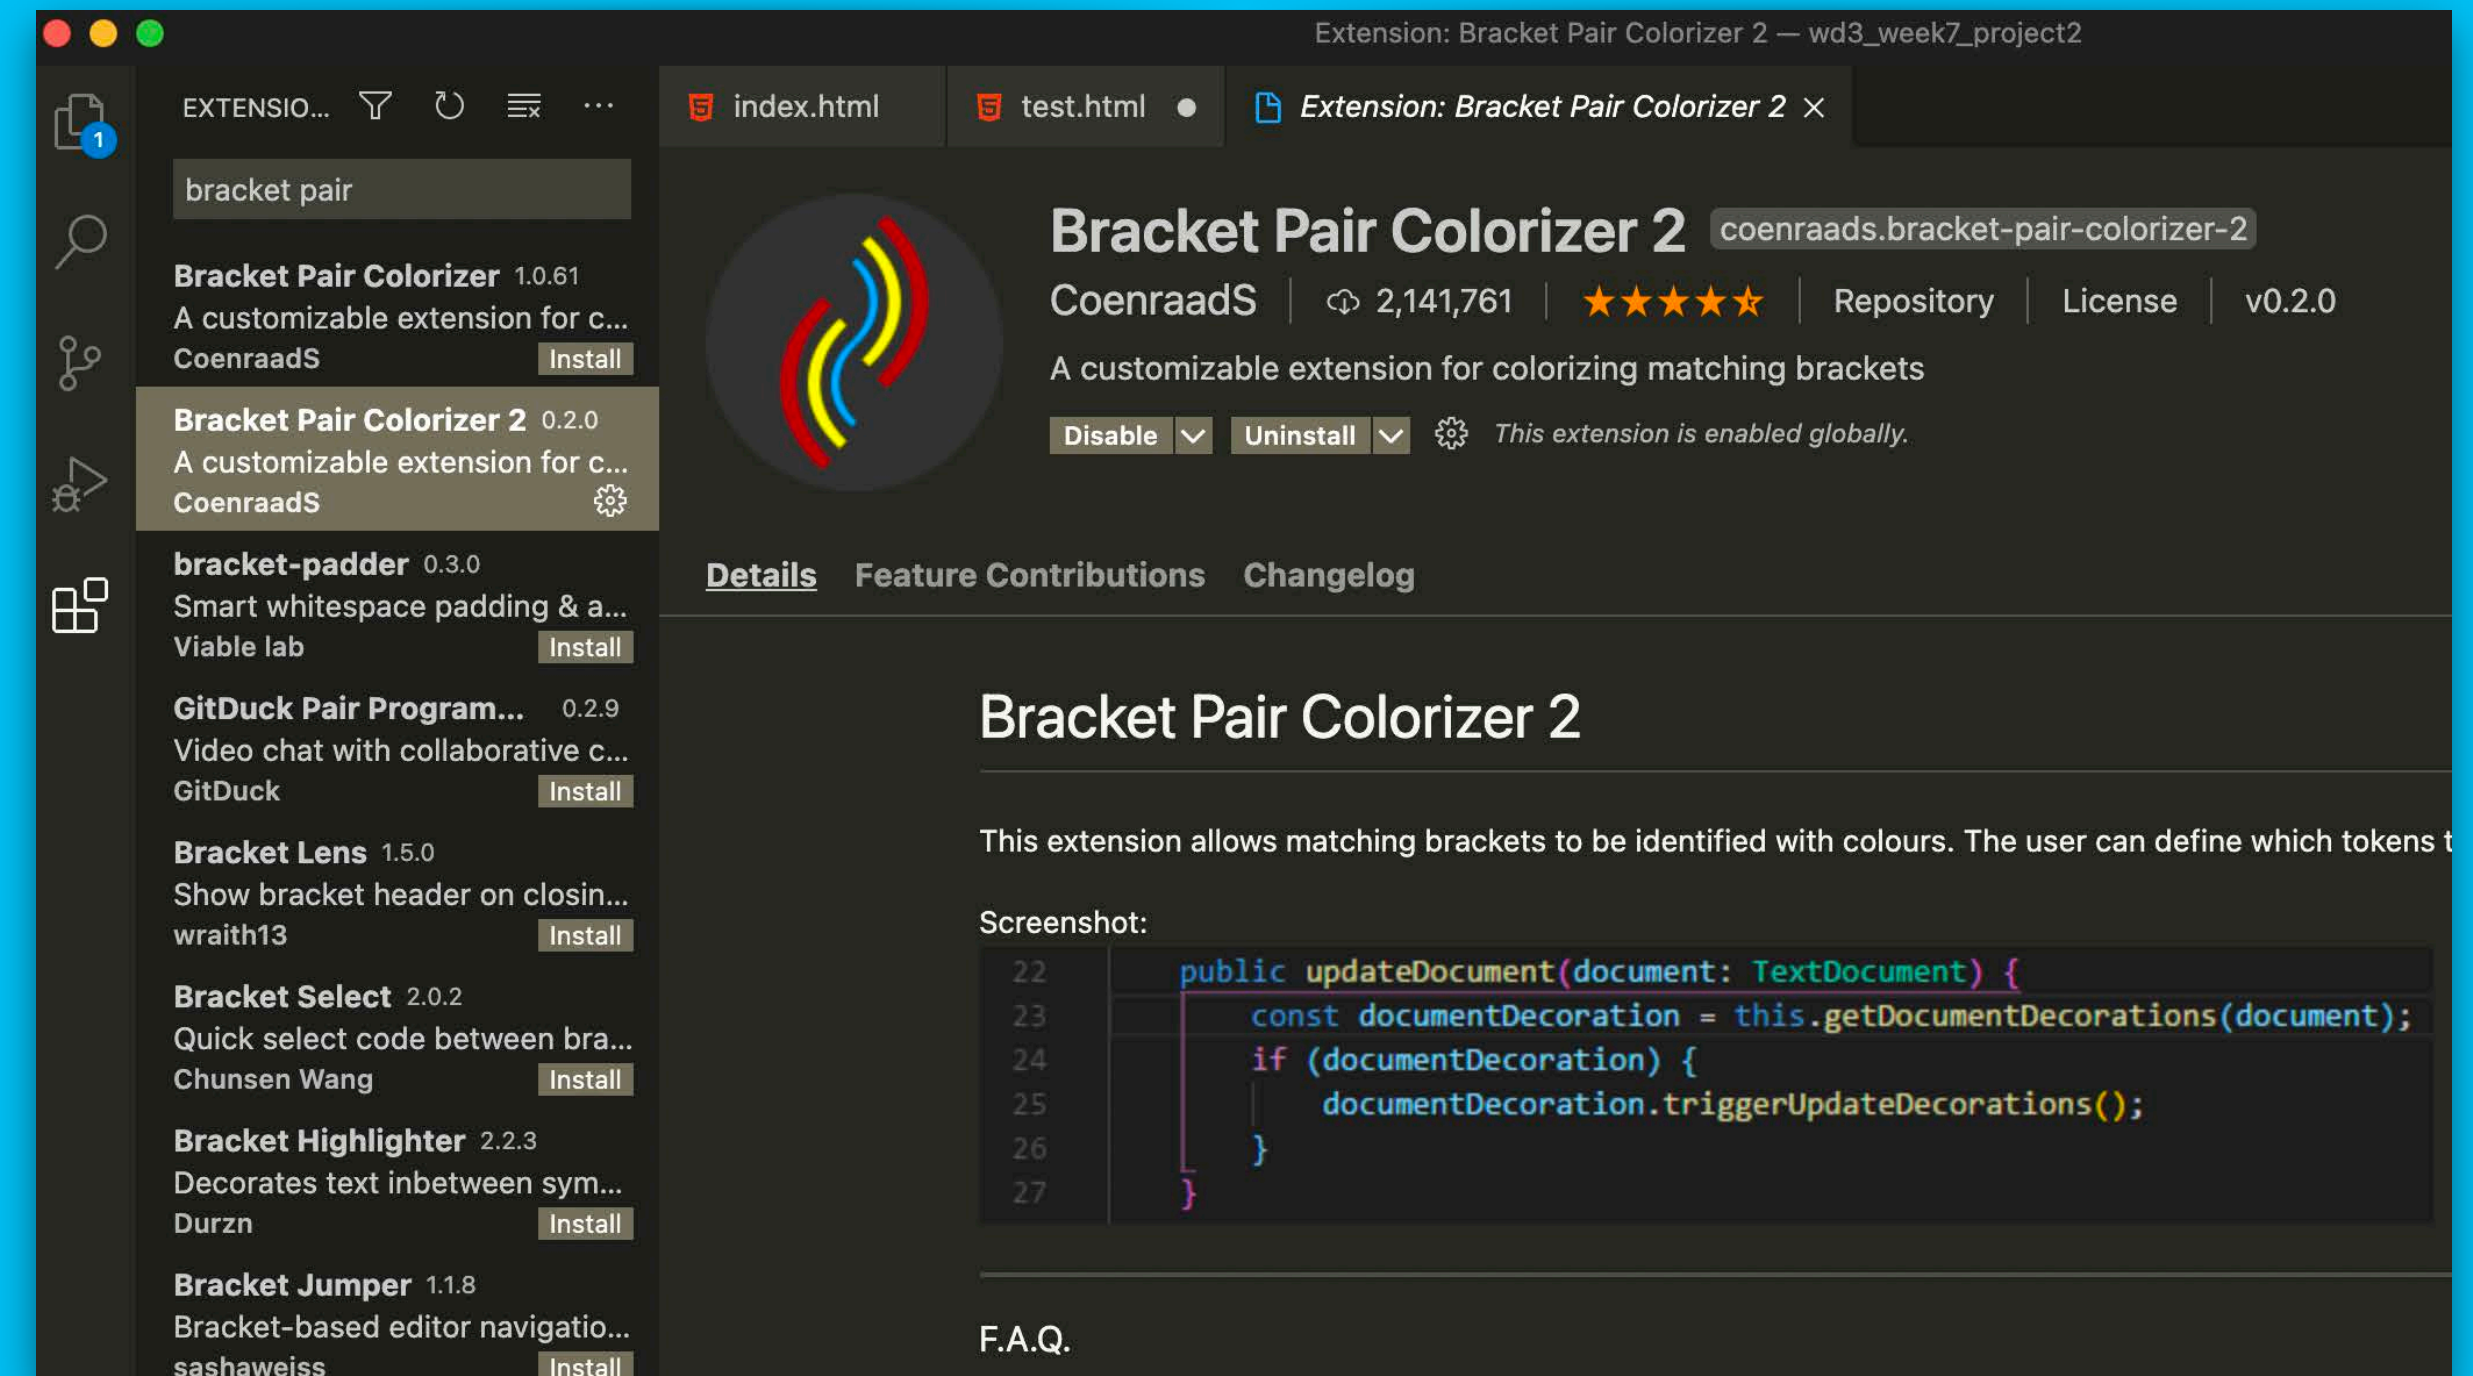 Extension: Bracket Pair Colorizer 2 — wd3_week7_project2
1
EXTENSIO...
bracket pair
Bracket Pair Colorizer 1.0.61
A customizable extension for c...
CoenraadS Install
Bracket Pair Colorizer 2 0.2.0
A customizable extension for c...
CoenraadS
bracket-padder 0.3.0
Smart whitespace padding & a...
Viable lab Install
GitDuck Pair Program... 0.2.9
Video chat with collaborative c...
GitDuck Install
Bracket Lens 1.5.0
Show bracket header on closin...
wraith13 Install
Bracket Select 2.0.2
Quick select code between bra...
Chunsen Wang Install
Bracket Highlighter 2.2.3
Decorates text inbetween sym...
Durzn Install
Bracket Jumper 1.1.8
Bracket-based editor navigatio...
sashaweiss Install
index.html test.html Extension: Bracket Pair Colorizer 2
Bracket Pair Colorizer 2 coenraads.bracket-pair-colorizer-2
CoenraadS 2,141,761 Repository License v0.2.0
A customizable extension for colorizing matching brackets
Disable Uninstall This extension is enabled globally.
Details Feature Contributions Changelog
Bracket Pair Colorizer 2
This extension allows matching brackets to be identified with colours. The user can define which tokens t
Screenshot:
22 public updateDocument(document: TextDocument) {
23 const documentDecoration = this.getDocumentDecorations(document);
24 if (documentDecoration) {
25 documentDecoration.triggerUpdateDecorations();
26 }
27 }
F.A.Q.